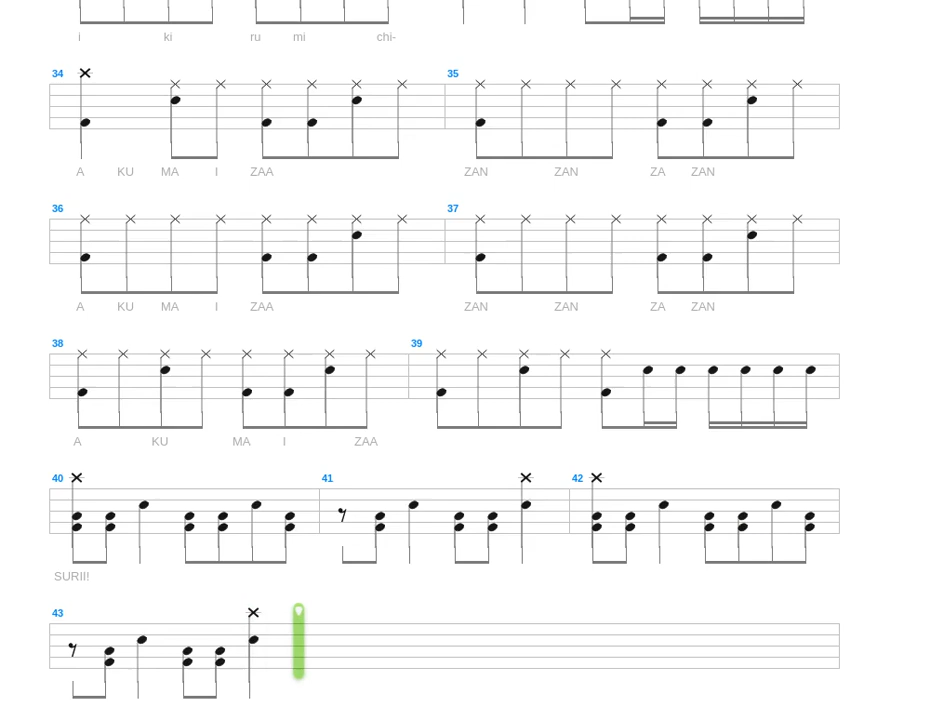 i ki ru mi chi-
34 35
A KU MA I ZAA ZAN ZAN ZA ZAN
36 37
A KU MA I ZAA ZAN ZAN ZA ZAN
38 39
A KU MA I ZAA
40 41 42
SURII!
43